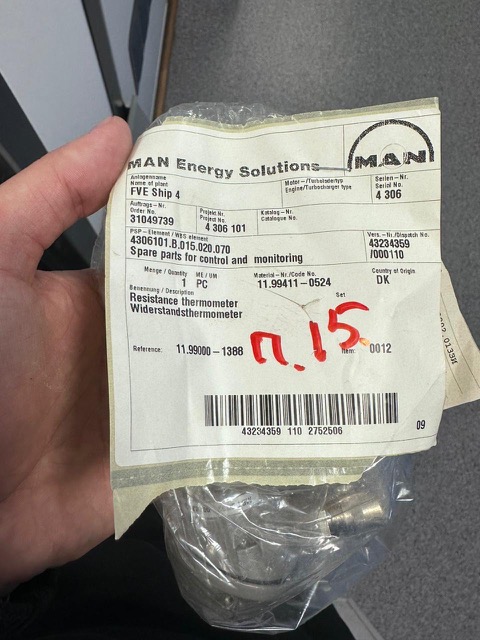 MAN Energy Solutions
MAN
Anlagenname
Name of plant
FVE Ship 4
Motor-/Turboladertyp
Engine/Turbocharger type
Serien-Nr.
Serial No.
4 306
Auftrags-Nr.
Order No.
31049739
Projekt Nr.
Project No.
4 306 101
Katalog-Nr.
Catalogue No.
PSP-Element / WBS element
4306101.B.015.020.070
Spare parts for control and monitoring
Vers.-Nr./Dispatch No.
43234359
/000110
Menge / Quantity ME / UM
1 PC
Material-Nr./Code No.
11.99411-0524
Country of Origin
DK
Benennung / Description
Resistance thermometer
Widerstandsthermometer
Set
п.15.
Reference: 11.99000-1388
Item: 0012
43234359 110 2752506
09